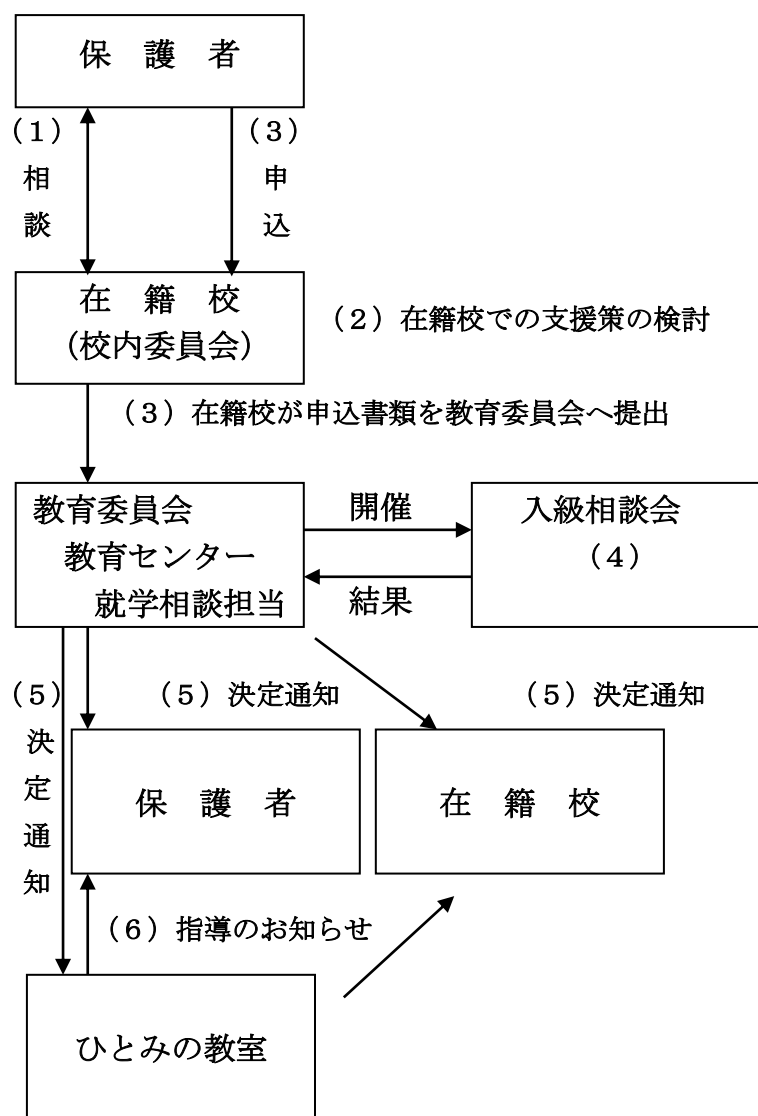 保　護　者
（１）
相
談
（３）
申
込
在　籍　校
（校内委員会）
（２）在籍校での支援策の検討
（３）在籍校が申込書類を教育委員会へ提出
教育委員会
教育センター
就学相談担当
開催
結果
入級相談会
（４）
（５）
決
定
通
知
（５）決定通知
（５）決定通知
保　護　者
在　籍　校
（６）指導のお知らせ
ひとみの教室